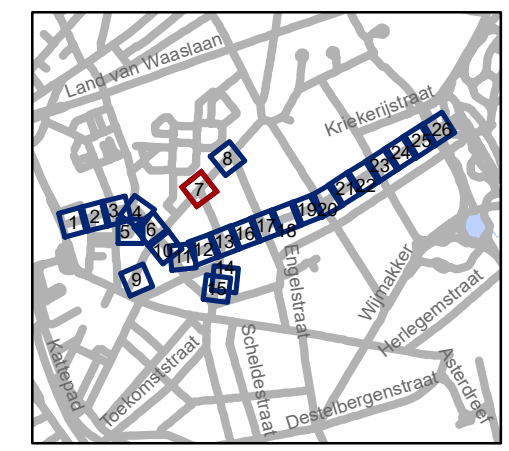 Land van Waaslaan
Kriekerijstraat
8
7
1
2
3
4
5
6
9
10
11
12
13
14
15
16
17
18
19
20
21
22
23
24
25
26
Engelstraat
Wijmakker
Herlegemstraat
Kattepad
Toekomststraat
Scheldestraat
Destelbergenstraat
Asterdreef